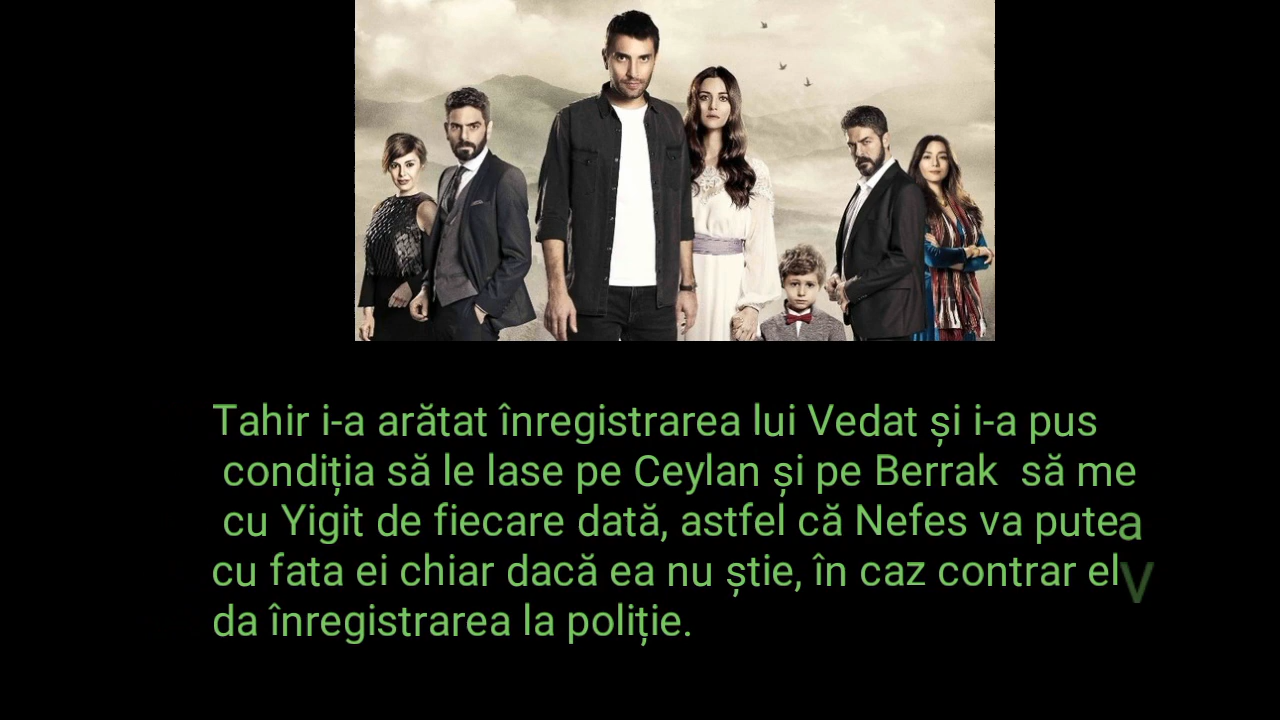 Tahir i-a arătat înregistrarea lui Vedat și i-a pus
condiția să le lase pe Ceylan și pe Berrak să me
cu Yigit de fiecare dată, astfel că Nefes va putea
cu fata ei chiar dacă ea nu știe, în caz contrar el v
da înregistrarea la poliție.